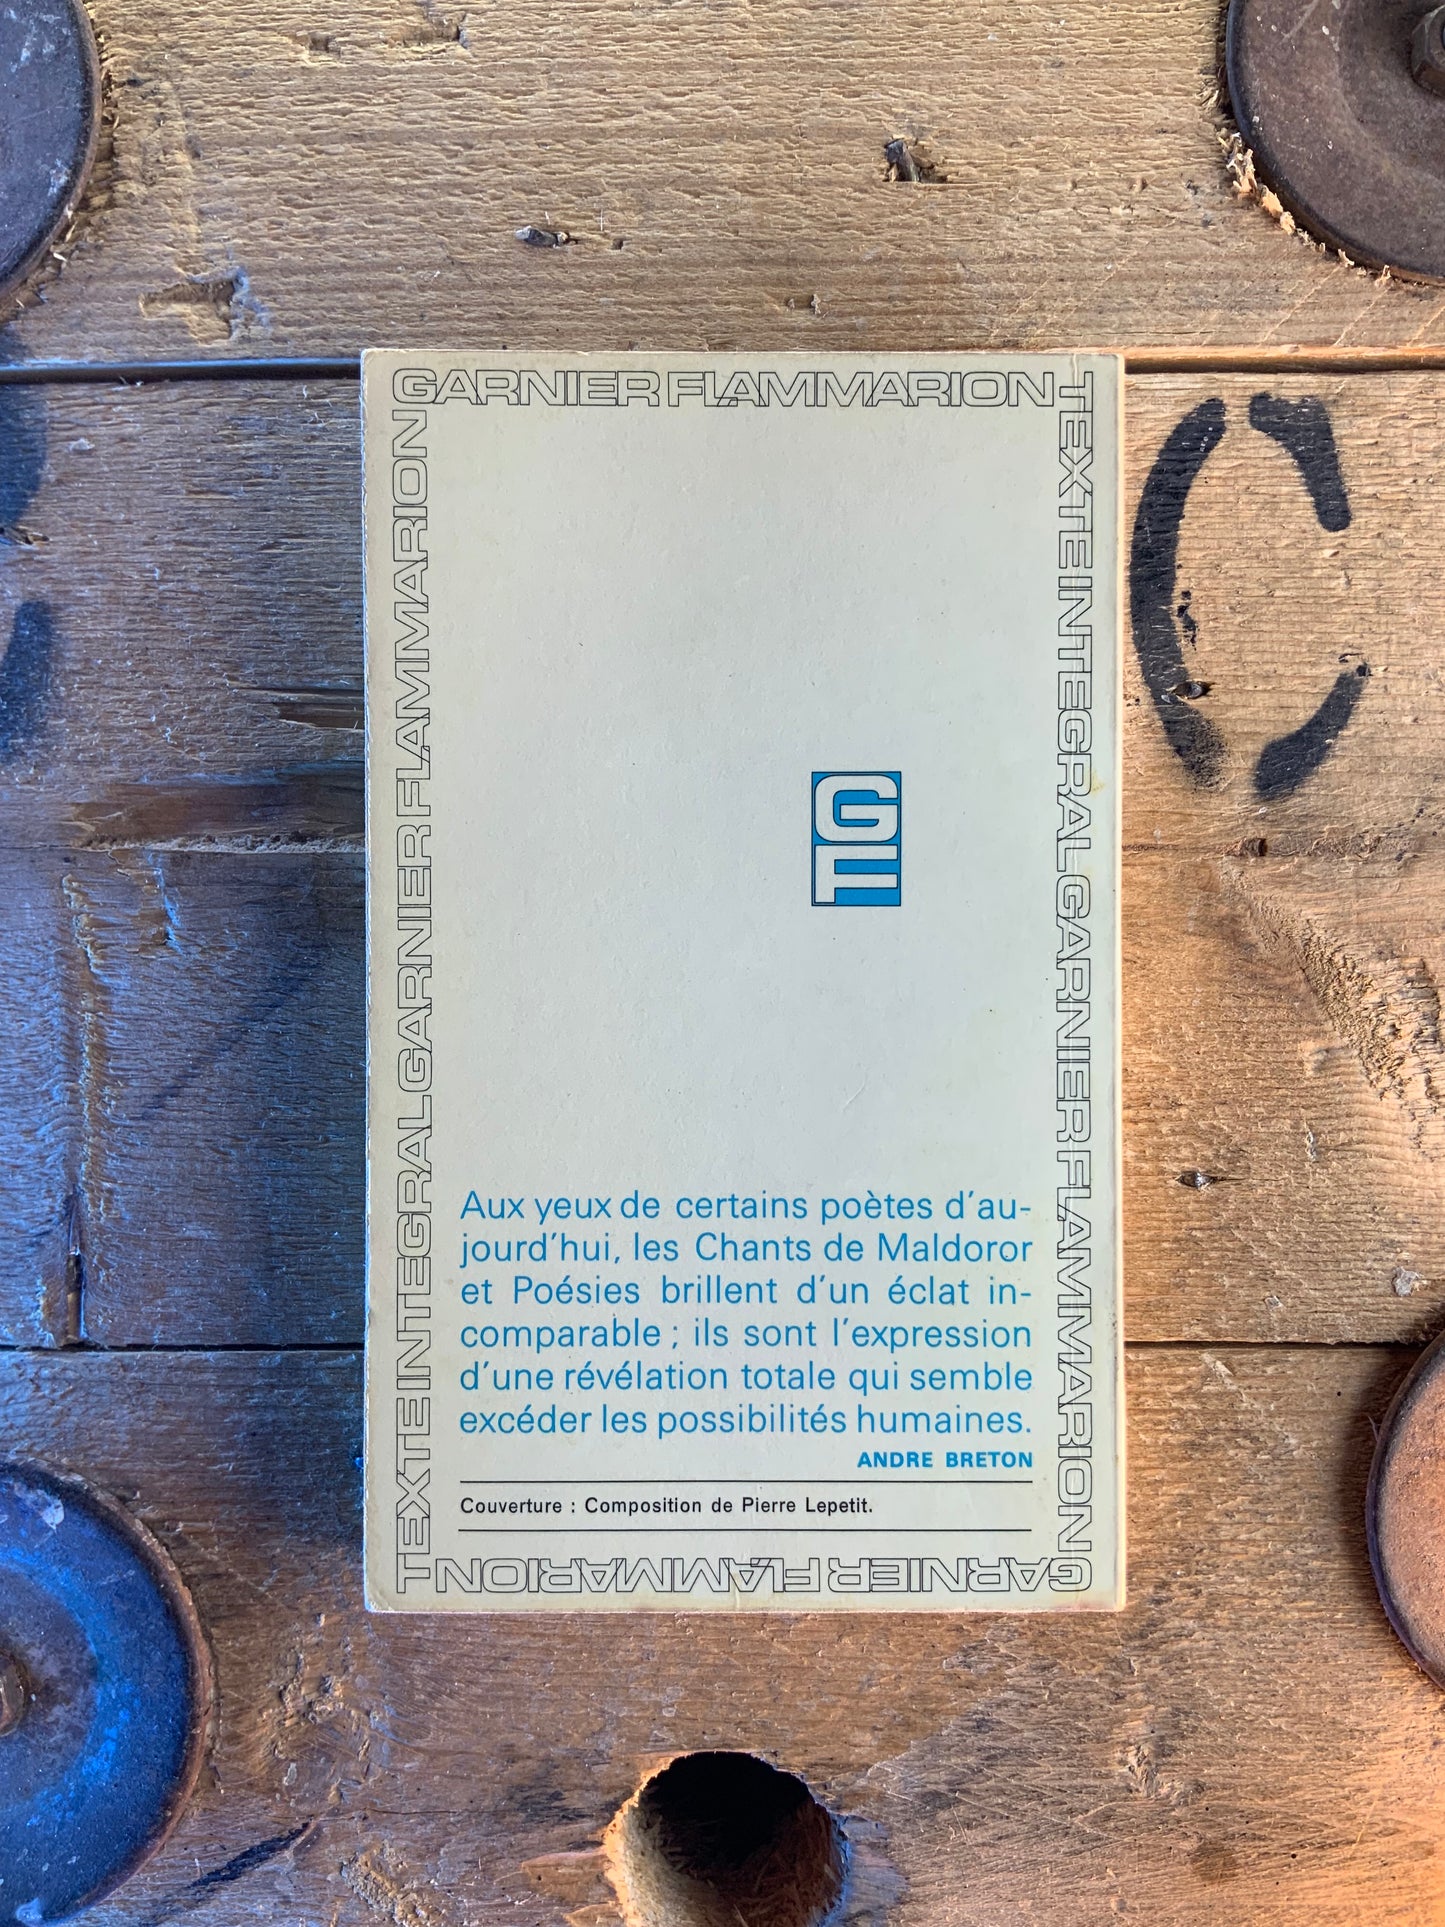 GARNIER FLAMMARION
TEXTE INTEGRAL GARNIER FLAMMARION
GARNIER FLAMMARION
TEXTE INTEGRAL GARNIER FLAMMARION
GF
Aux yeux de certains poètes d'au-
jourd'hui, les Chants de Maldoror
et Poésies brillent d'un éclat in-
comparable ; ils sont l'expression
d'une révélation totale qui semble
excéder les possibilités humaines.
ANDRE BRETON
Couverture : Composition de Pierre Lepetit.
C